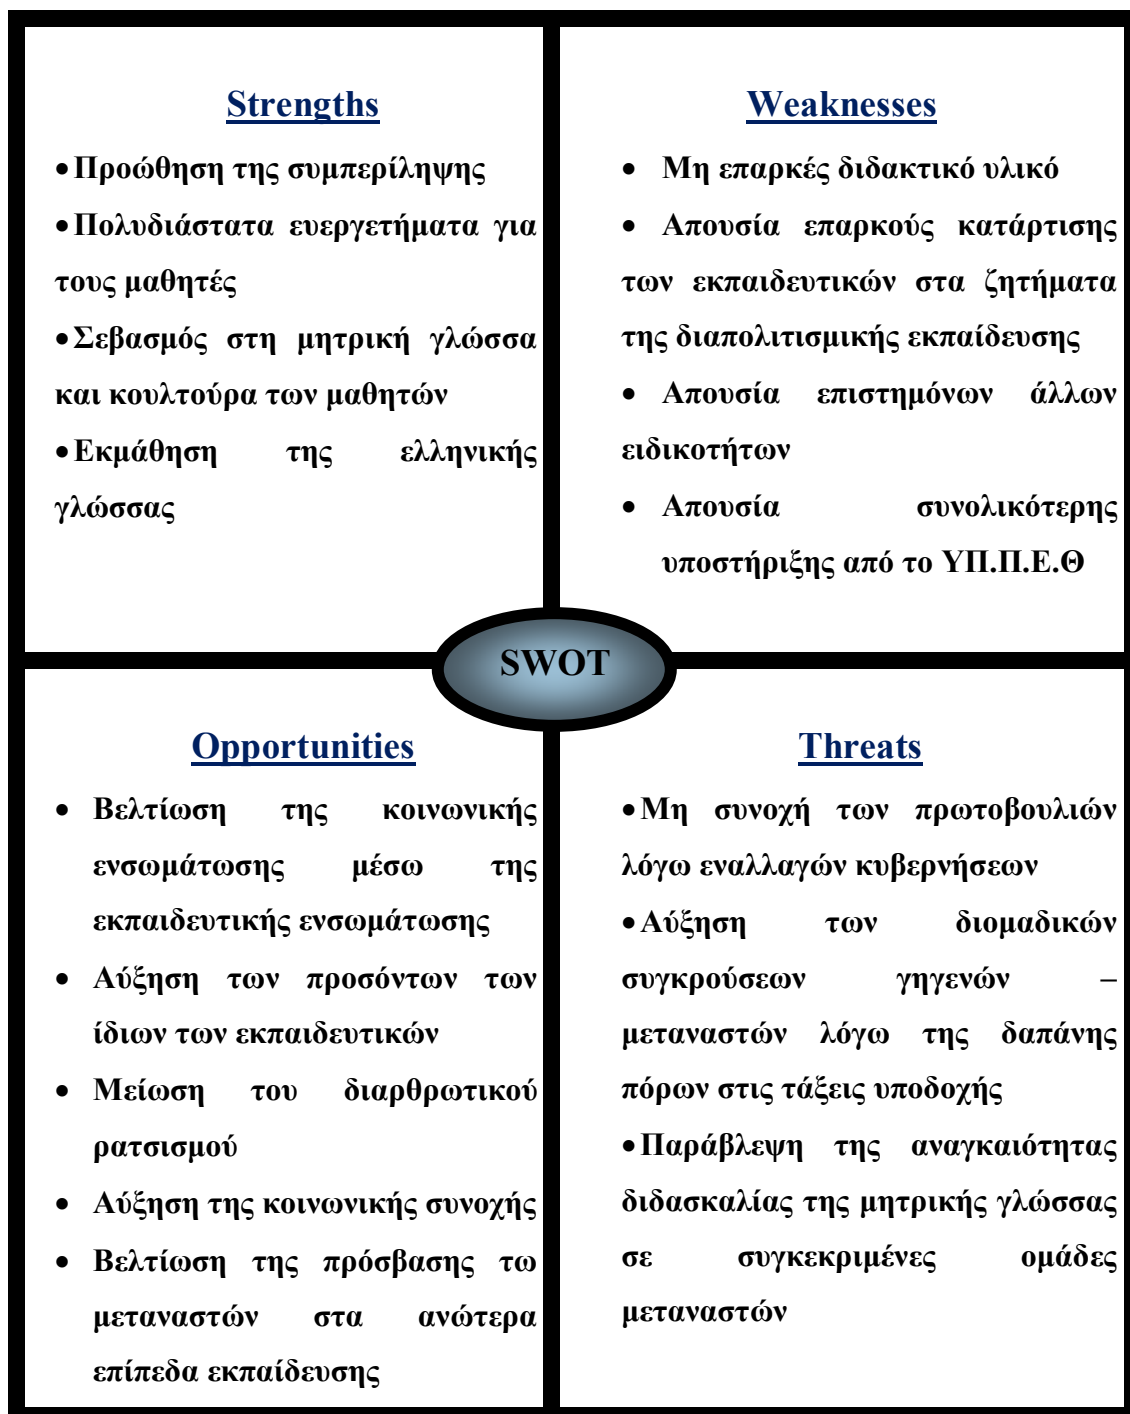 Strengths
•Προώθηση της συμπερίληψης
•Πολυδιάστατα ευεργετήματα για
τους μαθητές
•Σεβασμός στη μητρική γλώσσα
και κουλτούρα των μαθητών
•Εκμάθηση της ελληνικής
γλώσσας
Weaknesses
• Μη επαρκές διδακτικό υλικό
• Απουσία επαρκούς κατάρτισης
των εκπαιδευτικών στα ζητήματα
της διαπολιτισμικής εκπαίδευσης
• Απουσία επιστημόνων άλλων
ειδικοτήτων
• Απουσία συνολικότερης
υποστήριξης από το ΥΠ.Π.Ε.Θ
SWOT
Opportunities
• Βελτίωση της κοινωνικής
ενσωμάτωσης μέσω της
εκπαιδευτικής ενσωμάτωσης
• Αύξηση των προσόντων των
ίδιων των εκπαιδευτικών
• Μείωση του διαρθρωτικού
ρατσισμού
• Αύξηση της κοινωνικής συνοχής
• Βελτίωση της πρόσβασης τω
μεταναστών στα ανώτερα
επίπεδα εκπαίδευσης
Threats
•Μη συνοχή των πρωτοβουλιών
λόγω εναλλαγών κυβερνήσεων
•Αύξηση των διομαδικών
συγκρούσεων γηγενών –
μεταναστών λόγω της δαπάνης
πόρων στις τάξεις υποδοχής
•Παράβλεψη της αναγκαιότητας
διδασκαλίας της μητρικής γλώσσας
σε συγκεκριμένες ομάδες
μεταναστών